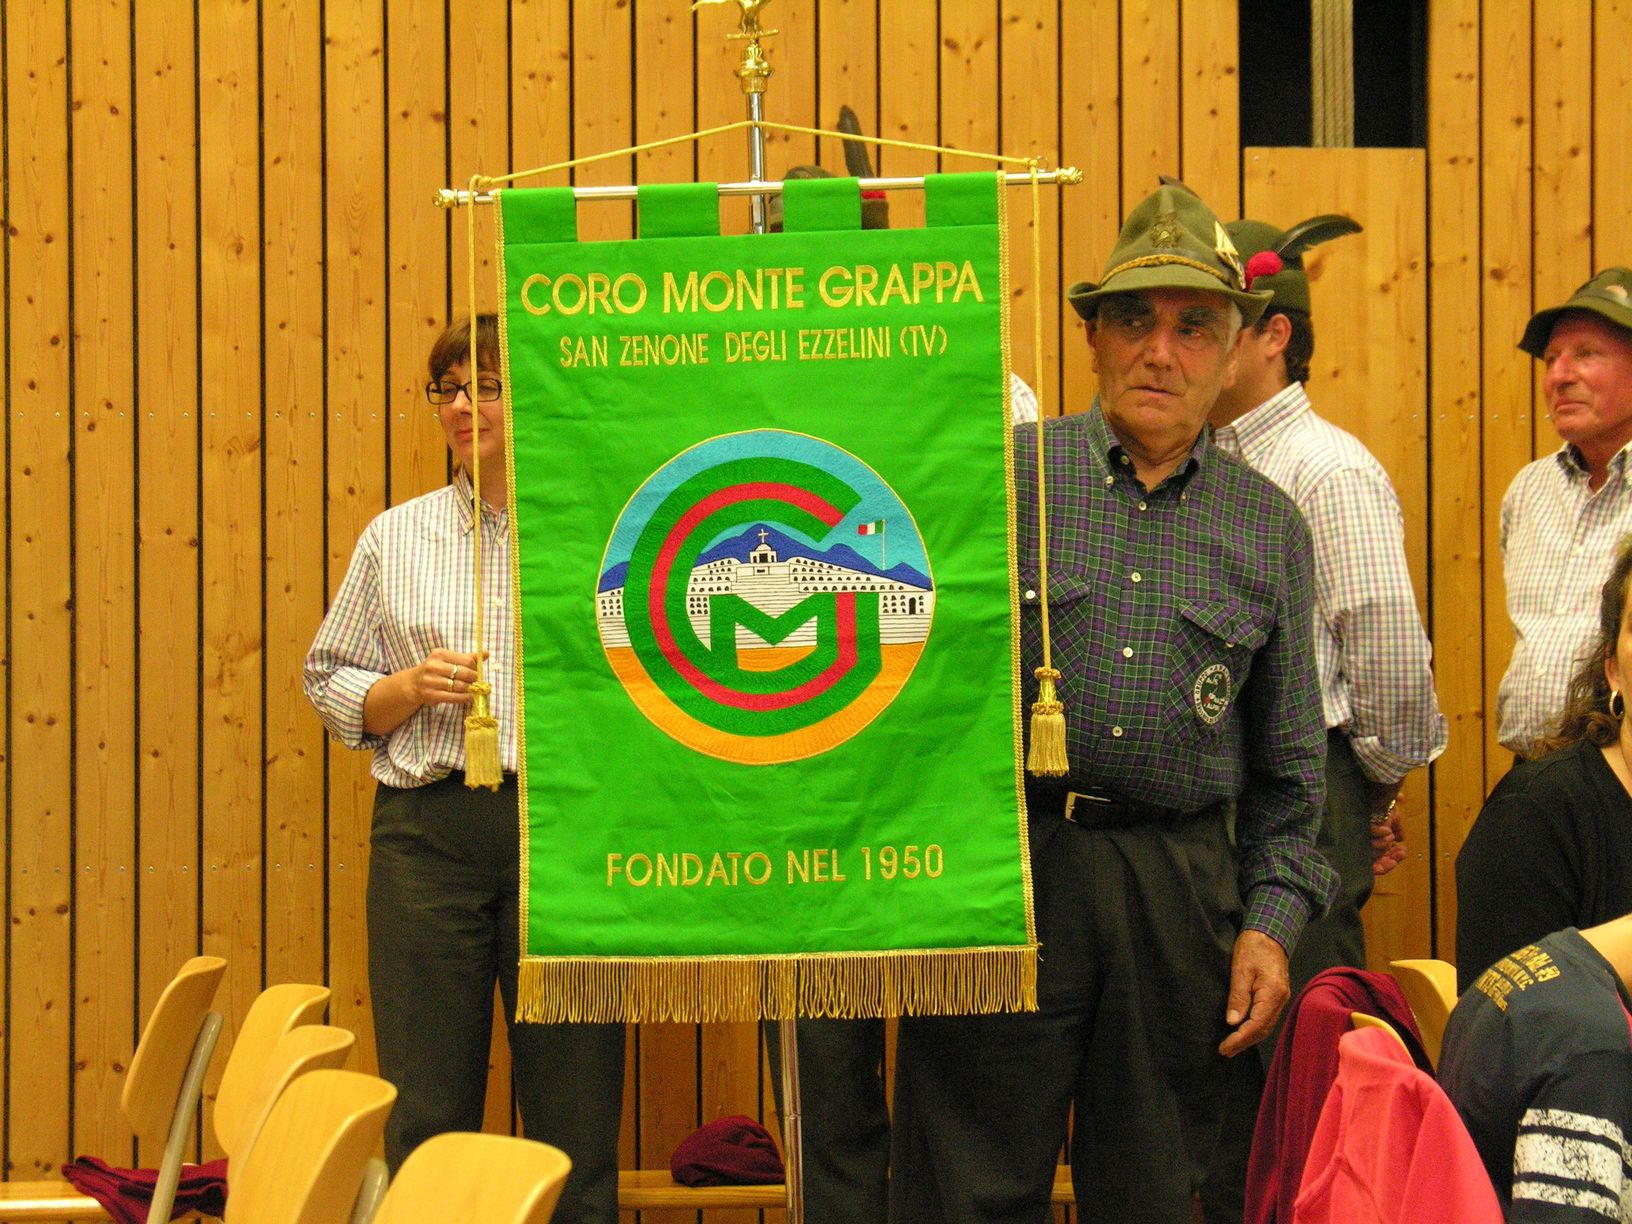 CORO MONTE GRAPPA
SAN ZENONE DEGLI EZZELINI (TV)
FONDATO NEL 1950